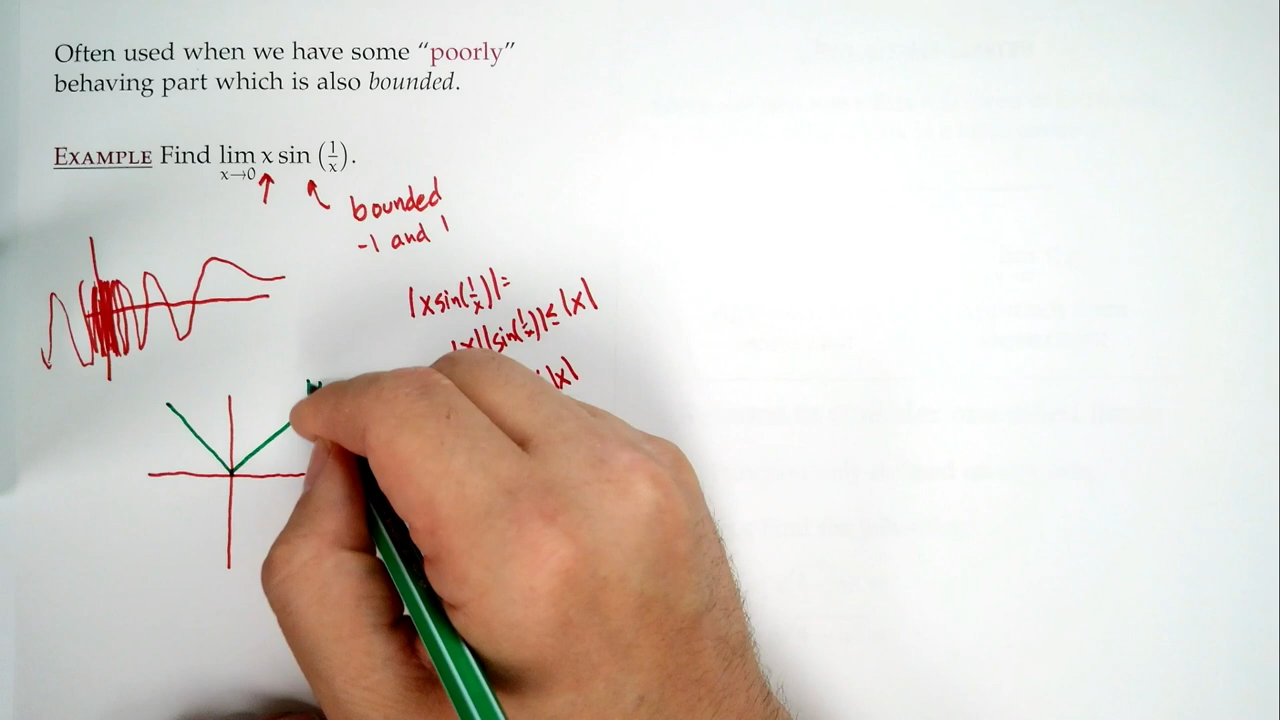 Often used when we have some “poorly”
behaving part which is also bounded.
EXAMPLE Find lim x sin (1/x).
x→0
bounded
-1 and 1
|x sin(1/x)| =
|x||sin(1/x)| ≤ |x|
|x|